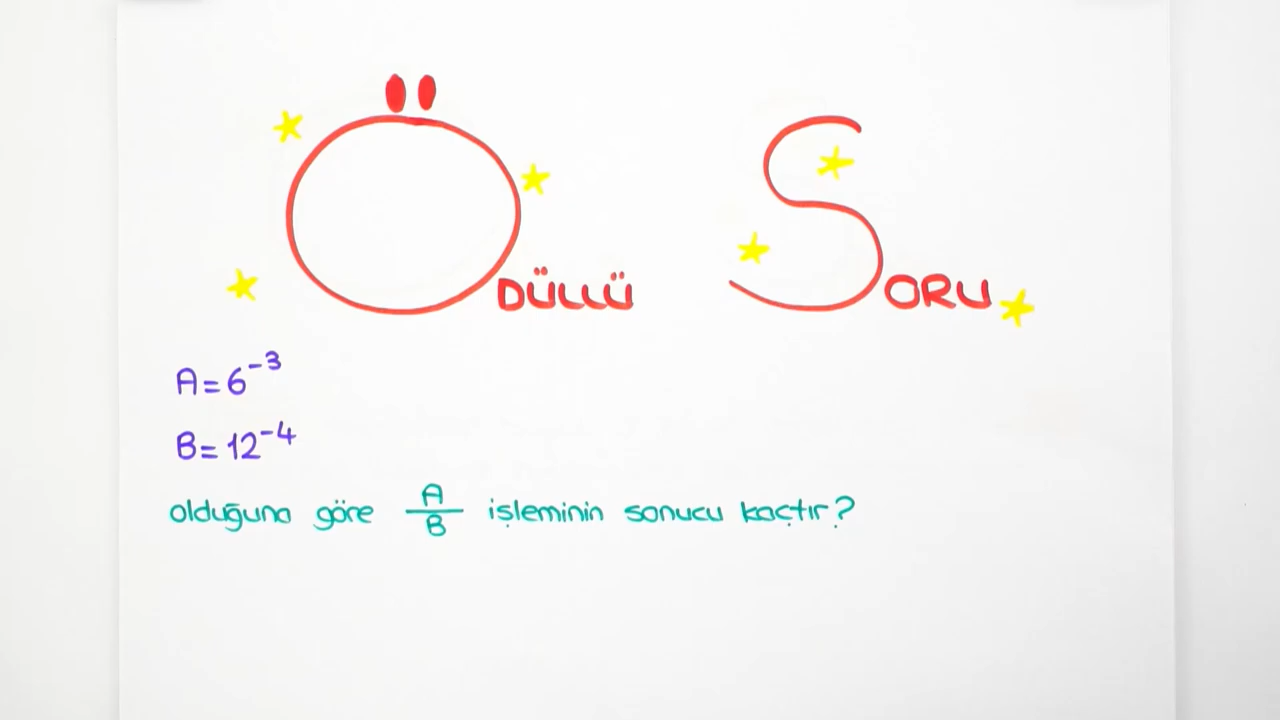 ÖDÜLLÜ SORU
A=6⁻³
B=12⁻⁴
olduğuna göre A/B işleminin sonucu kaçtır?